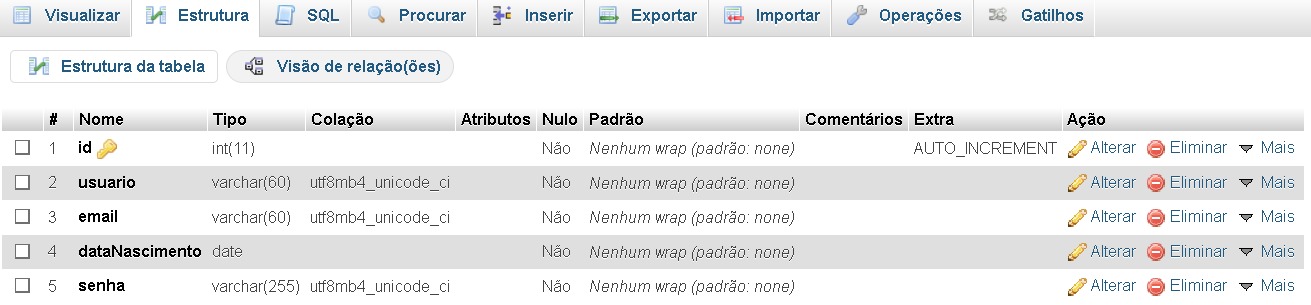 Visualizar Estrutura SQL Procurar Inserir Exportar Importar Operações Gatilhos
Estrutura da tabela Visão de relação(ões)
# Nome Tipo Colação Atributos Nulo Padrão Comentários Extra Ação
1 id int(11) Não Nenhum wrap (padrão: none) AUTO_INCREMENT Alterar Eliminar Mais
2 usuario varchar(60) utf8mb4_unicode_ci Não Nenhum wrap (padrão: none) Alterar Eliminar Mais
3 email varchar(60) utf8mb4_unicode_ci Não Nenhum wrap (padrão: none) Alterar Eliminar Mais
4 dataNascimento date Não Nenhum wrap (padrão: none) Alterar Eliminar Mais
5 senha varchar(255) utf8mb4_unicode_ci Não Nenhum wrap (padrão: none) Alterar Eliminar Mais